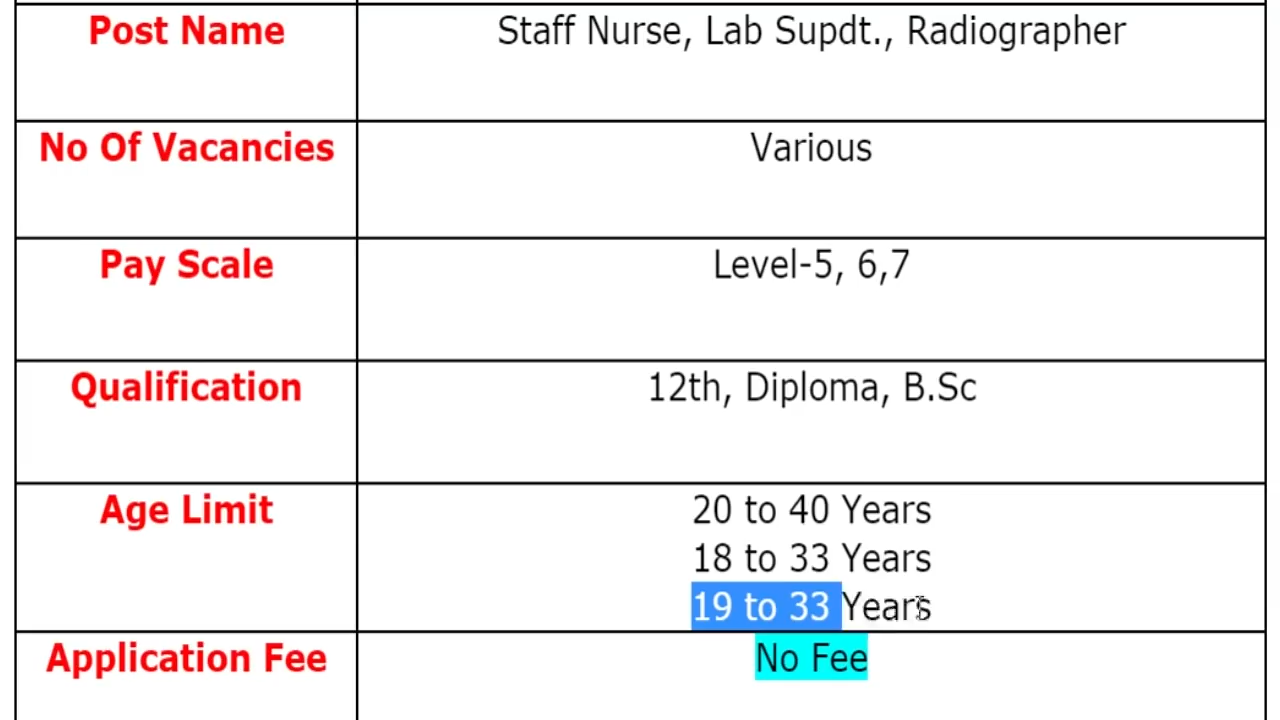 Post Name
Staff Nurse, Lab Supdt., Radiographer
No Of Vacancies
Various
Pay Scale
Level-5, 6,7
Qualification
12th, Diploma, B.Sc
Age Limit
20 to 40 Years
18 to 33 Years
19 to 33 Years
Application Fee
No Fee